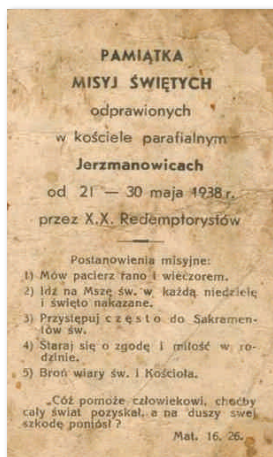 PAMIĄTKA
MISYJ ŚWIĘTYCH
odprawionych
w kościele parafialnym
Jerzmanowicach
od 21 — 30 maja 1938 r.
przez X.X. Redemptorystów
Postanowienia misyjne:
1) Mów pacierz rano i wieczorem.
2) Idź na Mszę św. w każdą niedzielę
i święto nakazane.
3) Przystępuj często do Sakramen-
tów św.
4) Staraj się o zgodę i miłość w ro-
dzinie.
5) Broń wiary św. i Kościoła.
„Cóż pomoże człowiekowi, choćby
cały świat pozyskał, a na duszy swej
szkodę poniósł ?
Mat. 16. 26.